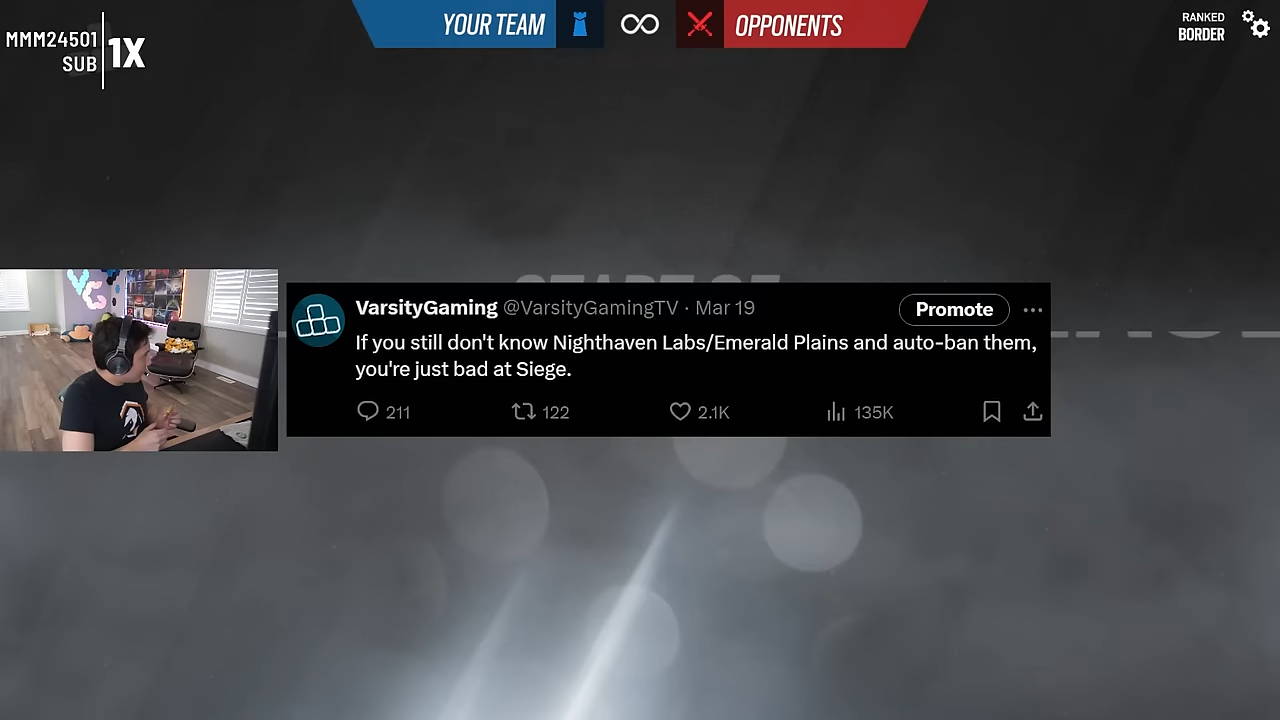 MMM24501
SUB
1X
YOUR TEAM
OPPONENTS
RANKED
BORDER
VarsityGaming @VarsityGamingTV · Mar 19
Promote
If you still don't know Nighthaven Labs/Emerald Plains and auto-ban them,
you're just bad at Siege.
211 122 2.1K 135K